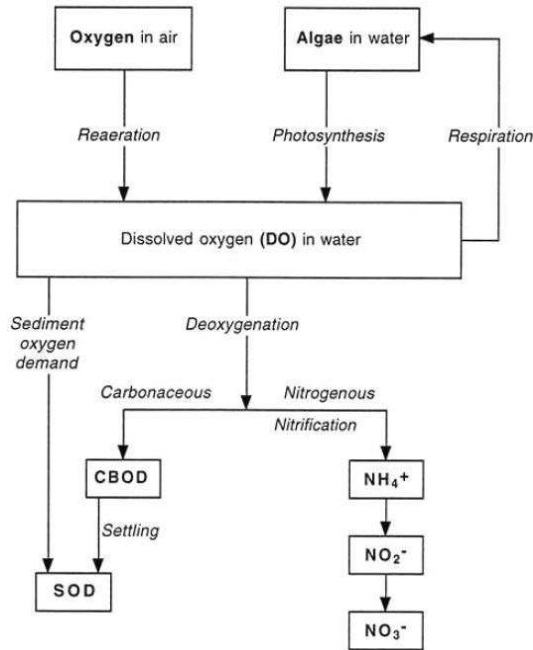 Oxygen in air
Algae in water
Reaeration
Photosynthesis
Respiration
Dissolved oxygen (DO) in water
Sediment
oxygen
demand
Deoxygenation
Carbonaceous
Nitrogenous
Nitrification
CBOD
NH₄⁺
Settling
NO₂⁻
SOD
NO₃⁻